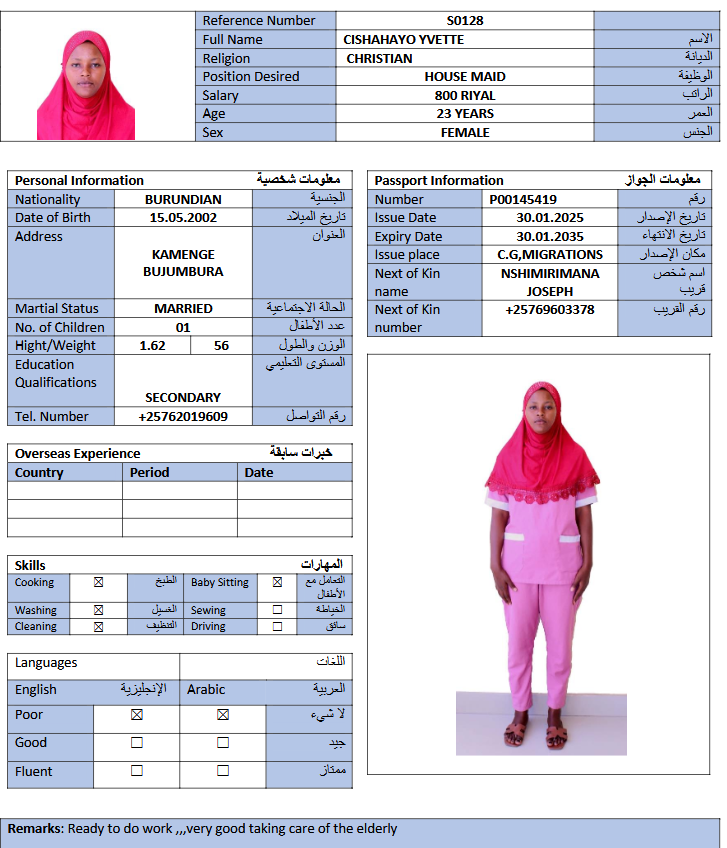 Reference Number S0128
Full Name CISHAHAYO YVETTE الاسم
Religion CHRISTIAN الديانة
Position Desired HOUSE MAID الوظيفة
Salary 800 RIYAL الراتب
Age 23 YEARS العمر
Sex FEMALE الجنس
Personal Information معلومات شخصية
Nationality BURUNDIAN الجنسية
Date of Birth 15.05.2002 تاريخ الميلاد
Address KAMENGE BUJUMBURA العنوان
Martial Status MARRIED الحالة الاجتماعية
No. of Children 01 عدد الأطفال
Hight/Weight 1.62 56 الوزن والطول
Education Qualifications SECONDARY المستوى التعليمي
Tel. Number +25762019609 رقم التواصل
Passport Information معلومات الجواز
Number P00145419 رقم
Issue Date 30.01.2025 تاريخ الإصدار
Expiry Date 30.01.2035 تاريخ الانتهاء
Issue place C.G,MIGRATIONS مكان الإصدار
Next of Kin name NSHIMIRIMANA JOSEPH اسم شخص قريب
Next of Kin number +25769603378 رقم القريب
Overseas Experience خبرات سابقة
Country Period Date
Skills المهارات
Cooking ☒ الطبخ Baby Sitting ☒ التعامل مع الأطفال
Washing ☒ الغسيل Sewing ☐ الخياطة
Cleaning ☒ التنظيف Driving ☐ سائق
Languages اللغات
English الإنجليزية Arabic العربية
Poor ☒ ☒ لا شيء
Good ☐ ☐ جيد
Fluent ☐ ☐ ممتاز
Remarks: Ready to do work ,,,very good taking care of the elderly